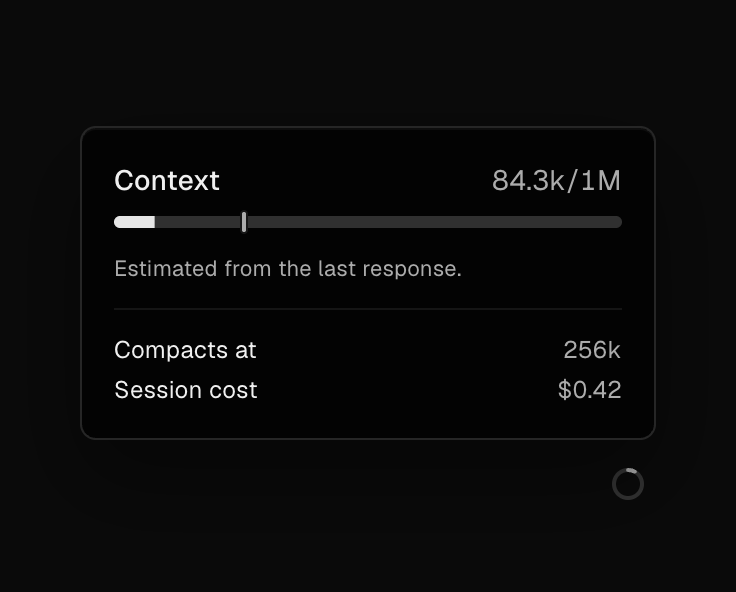 Context 84.3k/1M
Estimated from the last response.
Compacts at 256k
Session cost $0.42